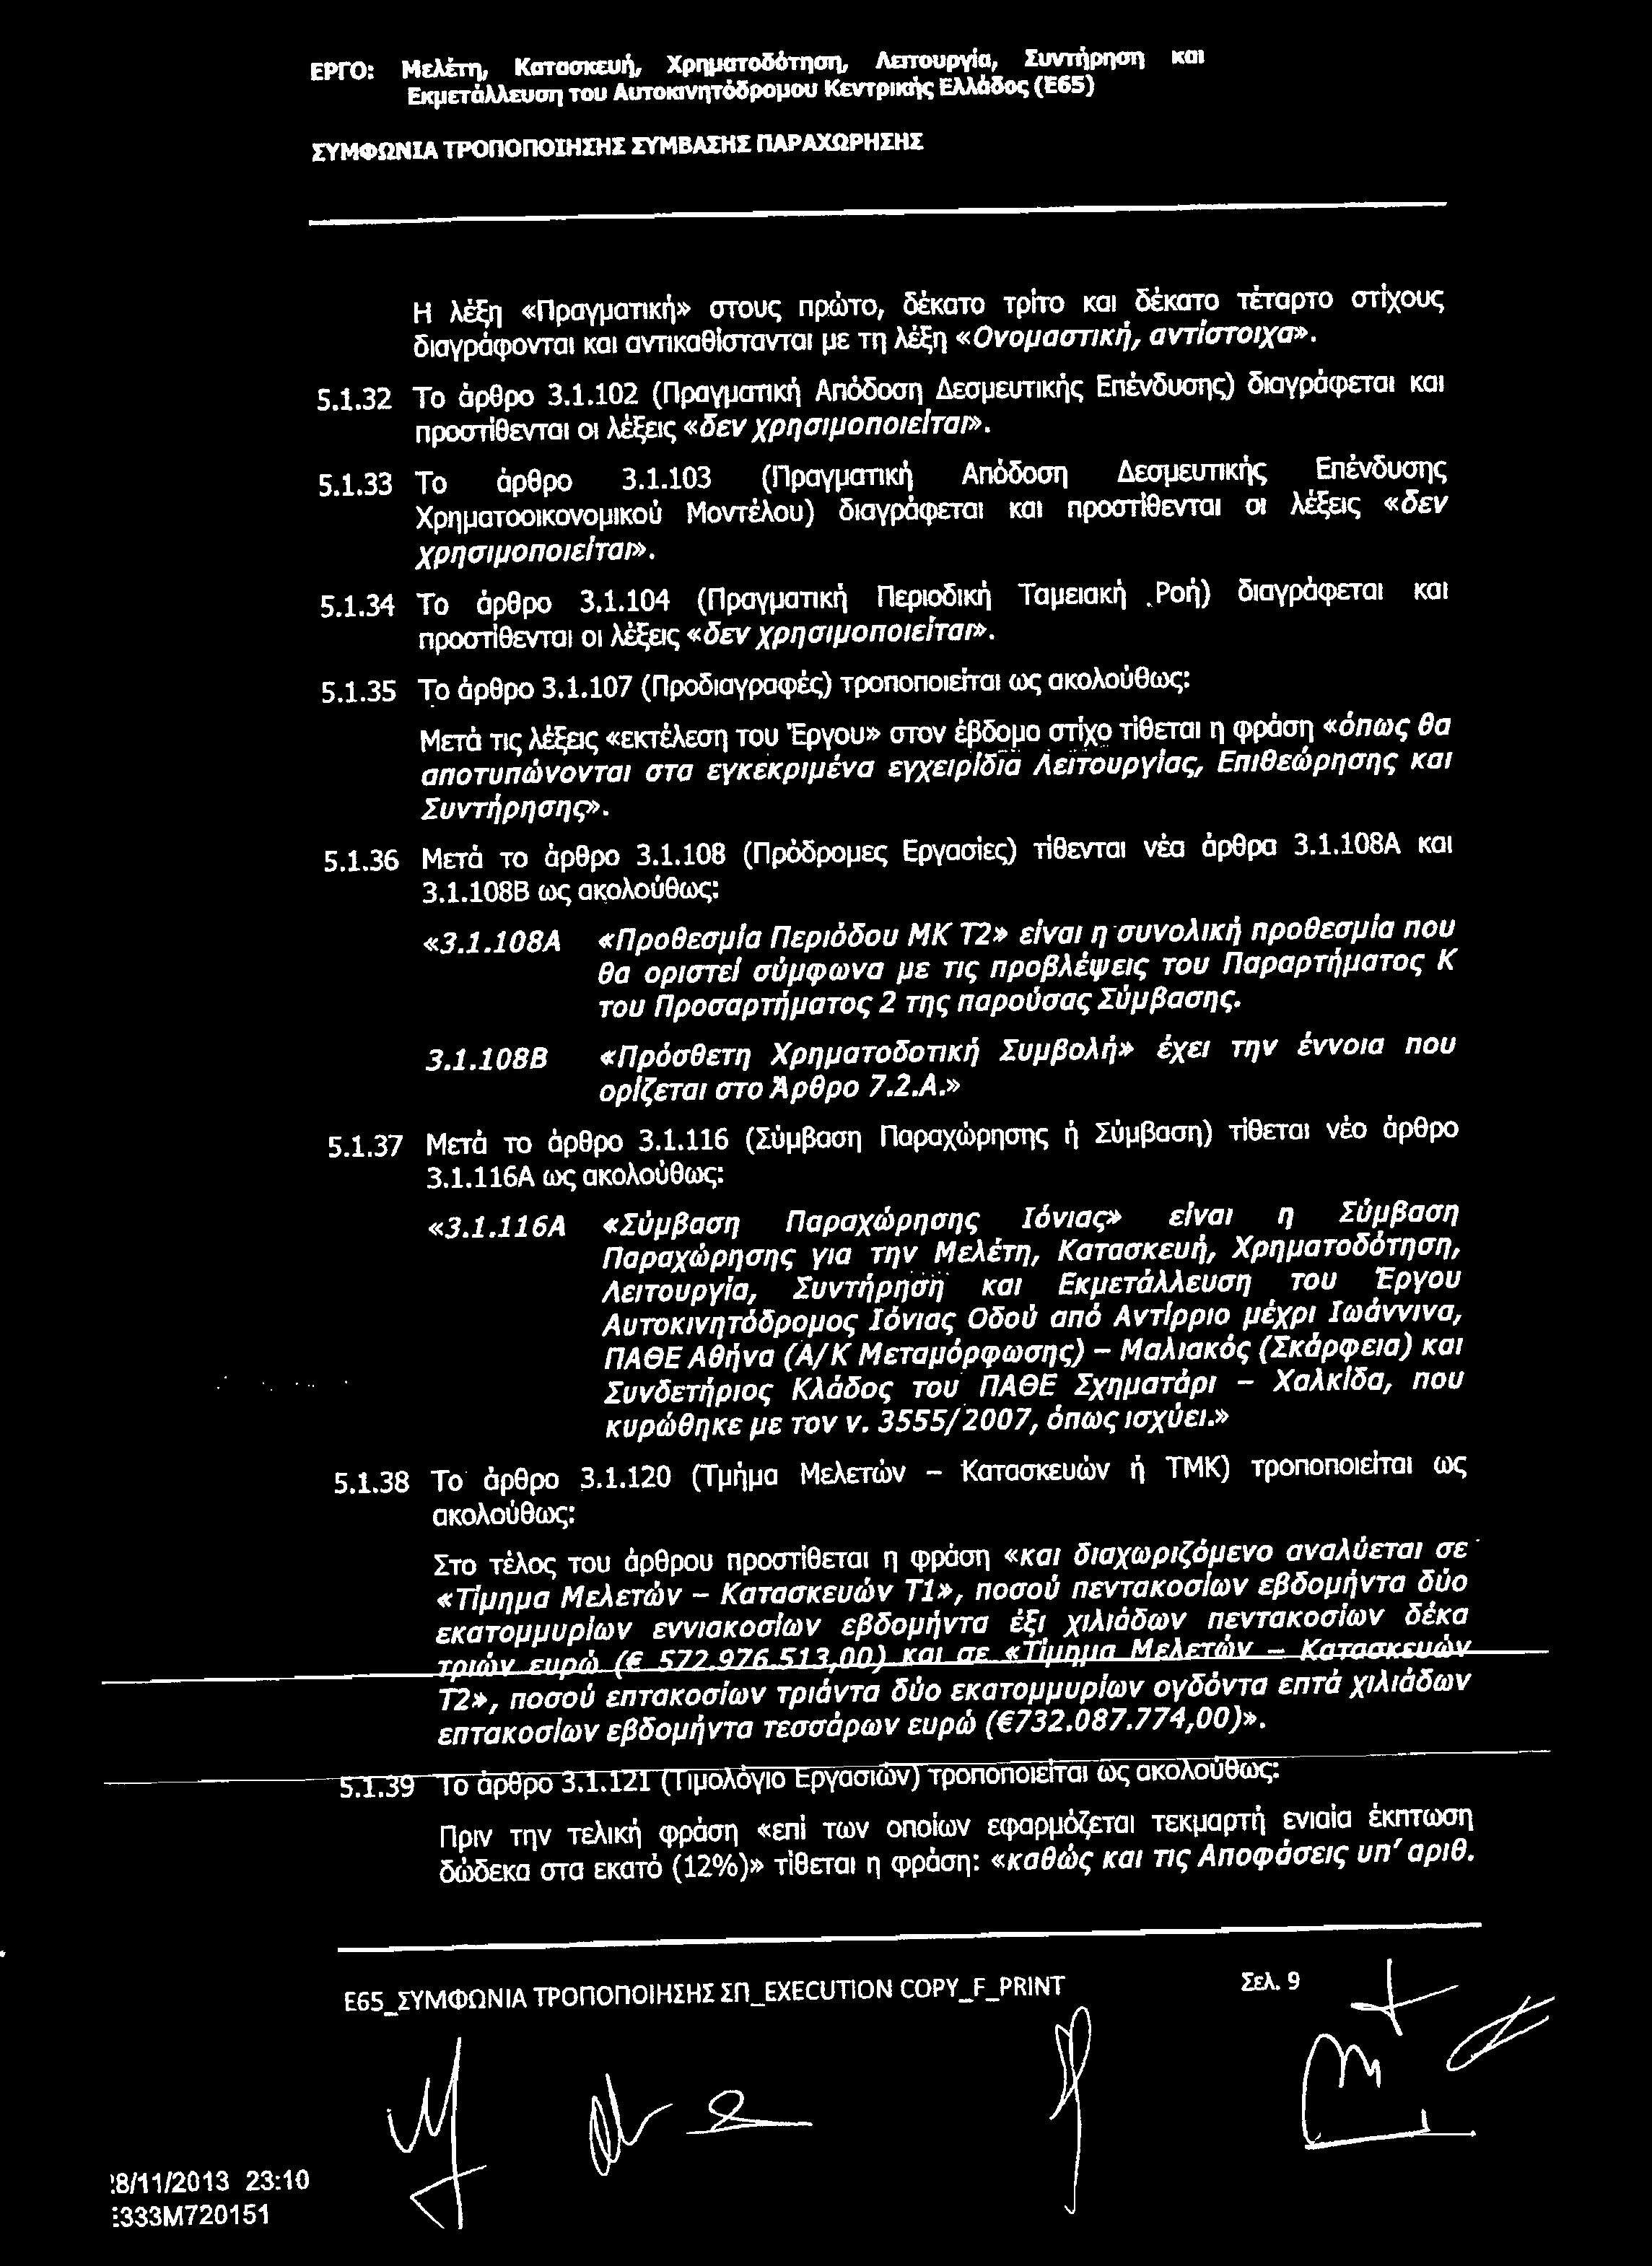 ΕΡΓΟ: Μελέτη, Κατασκευή, Χρηματοδότηση, Λειτουργία, Συντήρηση και
Εκμετάλλευση του Αυτοκινητόδρομου Κεντρικής Ελλάδος (Ε65)
ΣΥΜΦΩΝΙΑ ΤΡΟΠΟΠΟΙΗΣΗΣ ΣΥΜΒΑΣΗΣ ΠΑΡΑΧΩΡΗΣΗΣ
Η λέξη «Πραγματική» στους πρώτο, δέκατο τρίτο και δέκατο τέταρτο στίχους
διαγράφονται και αντικαθίστανται με τη λέξη «Ονομαστική, αντίστοιχα».
5.1.32 Το άρθρο 3.1.102 (Πραγματική Απόδοση Δεσμευτικής Επένδυσης) διαγράφεται και
προστίθενται οι λέξεις «δεν χρησιμοποιείται».
5.1.33 Το άρθρο 3.1.103 (Πραγματική Απόδοση Δεσμευτικής Επένδυσης
Χρηματοοικονομικού Μοντέλου) διαγράφεται και προστίθενται οι λέξεις «δεν
χρησιμοποιείται».
5.1.34 Το άρθρο 3.1.104 (Πραγματική Περιοδική Ταμειακή Ροή) διαγράφεται και
προστίθενται οι λέξεις «δεν χρησιμοποιείται».
5.1.35 Το άρθρο 3.1.107 (Προδιαγραφές) τροποποιείται ως ακολούθως:
Μετά τις λέξεις «εκτέλεση του Έργου» στον έβδομο στίχο τίθεται η φράση «όπως θα
αποτυπώνονται στα εγκεκριμένα εγχειρίδια Λειτουργίας, Επιθεώρησης και
Συντήρησης».
5.1.36 Μετά το άρθρο 3.1.108 (Πρόδρομες Εργασίες) τίθενται νέα άρθρα 3.1.108Α και
3.1.108Β ως ακολούθως:
«3.1.108Α «Προθεσμία Περιόδου ΜΚ Τ2» είναι η συνολική προθεσμία που
θα οριστεί σύμφωνα με τις προβλέψεις του Παραρτήματος Κ
του Προσαρτήματος 2 της παρούσας Σύμβασης.
3.1.108Β «Πρόσθετη Χρηματοδοτική Συμβολή» έχει την έννοια που
ορίζεται στο Άρθρο 7.2.Α.»
5.1.37 Μετά το άρθρο 3.1.116 (Σύμβαση Παραχώρησης ή Σύμβαση) τίθεται νέο άρθρο
3.1.116Α ως ακολούθως:
«3.1.116Α «Σύμβαση Παραχώρησης Ιόνιας» είναι η Σύμβαση
Παραχώρησης για την Μελέτη, Κατασκευή, Χρηματοδότηση,
Λειτουργία, Συντήρηση και Εκμετάλλευση του Έργου
Αυτοκινητόδρομος Ιόνιας Οδού από Αντίρριο μέχρι Ιωάννινα,
ΠΑΘΕ Αθήνα (Α/Κ Μεταμόρφωσης) – Μαλιακός (Σκάρφεια) και
Συνδετήριος Κλάδος του ΠΑΘΕ Σχηματάρι – Χαλκίδα, που
κυρώθηκε με τον ν. 3555/2007, όπως ισχύει.»
5.1.38 Το άρθρο 3.1.120 (Τμήμα Μελετών – Κατασκευών ή ΤΜΚ) τροποποιείται ως
ακολούθως:
Στο τέλος του άρθρου προστίθεται η φράση «και διαχωριζόμενο αναλύεται σε
«Τίμημα Μελετών – Κατασκευών Τ1», ποσού πεντακοσίων εβδομήντα δύο
εκατομμυρίων εννιακοσίων εβδομήντα έξι χιλιάδων πεντακοσίων δέκα
τριών ευρώ (€ 572.976.513,00) και σε «Τίμημα Μελετών – Κατασκευών
Τ2», ποσού επτακοσίων τριάντα δύο εκατομμυρίων ογδόντα επτά χιλιάδων
επτακοσίων εβδομήντα τεσσάρων ευρώ (€732.087.774,00)».
5.1.39 Το άρθρο 3.1.121 (Τιμολόγιο Εργασιών) τροποποιείται ως ακολούθως:
Πριν την τελική φράση «επί των οποίων εφαρμόζεται τεκμαρτή ενιαία έκπτωση
δώδεκα στα εκατό (12%)» τίθεται η φράση: «καθώς και τις Αποφάσεις υπ' αριθ.
Ε65_ΣΥΜΦΩΝΙΑ ΤΡΟΠΟΠΟΙΗΣΗΣ ΣΠ_EXECUTION COPY_F_PRINT Σελ. 9
8/11/2013 23:10
333M720151